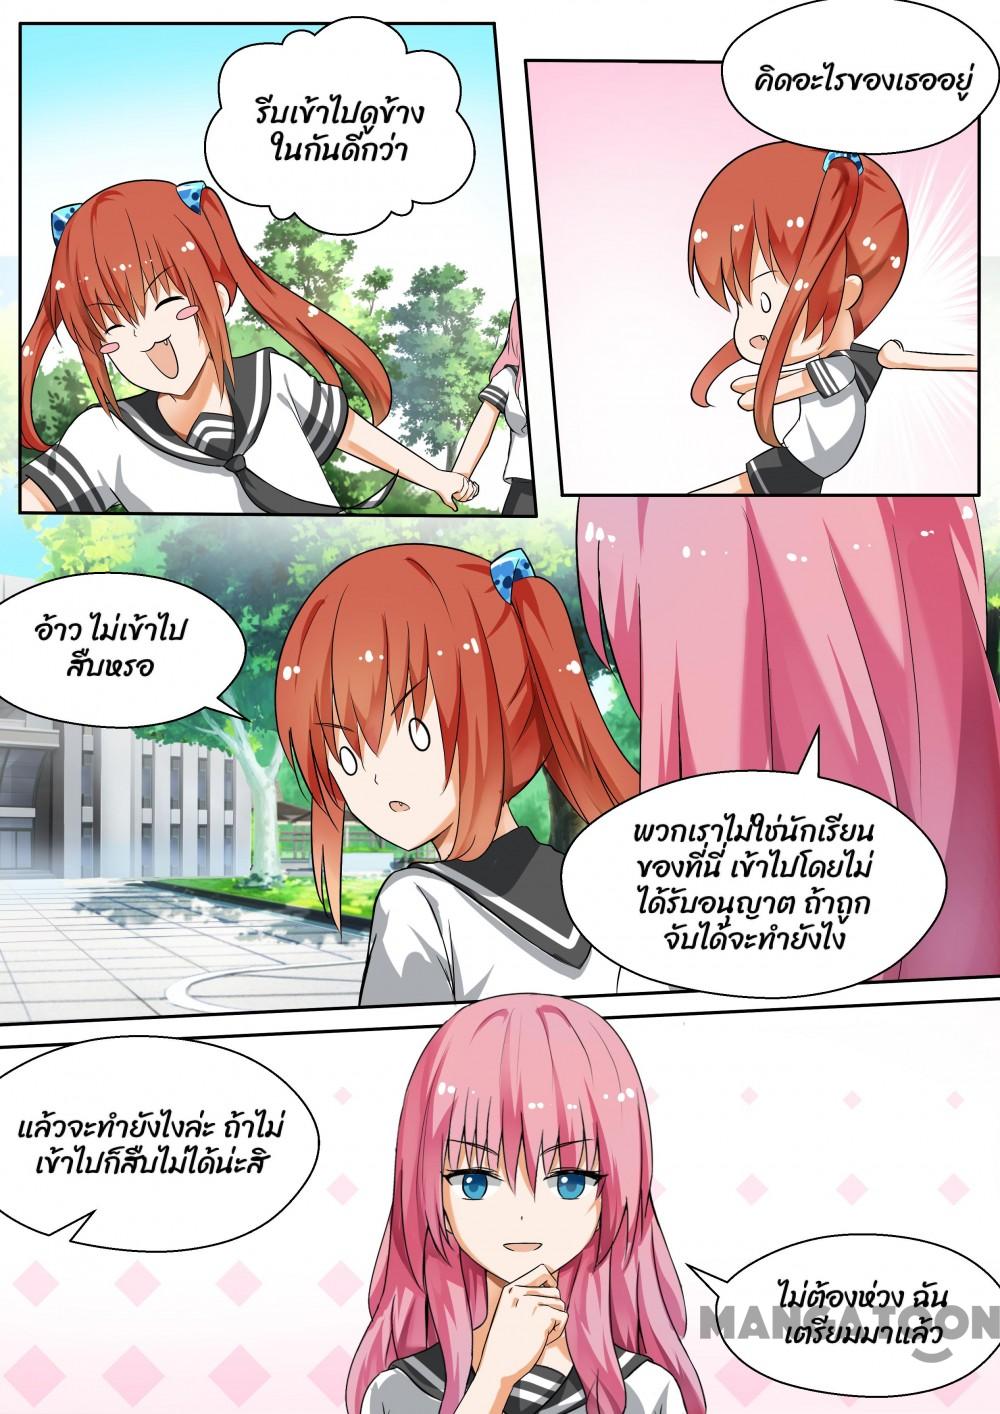 รีบเข้าไปดูข้าง
ในกันดีกว่า
คิดอะไรของเธออยู่
อ้าว ไม่เข้าไป
สืบหรอ
พวกเราไม่ใช่นักเรียน
ของที่นี่ เข้าไปโดยไม่
ได้รับอนุญาต ถ้าถูก
จับได้จะทำยังไง
แล้วจะทำยังไงล่ะ ถ้าไม่
เข้าไปก็สืบไม่ได้น่ะสิ
ไม่ต้องห่วง ฉัน
เตรียมมาแล้ว
MANGATOON